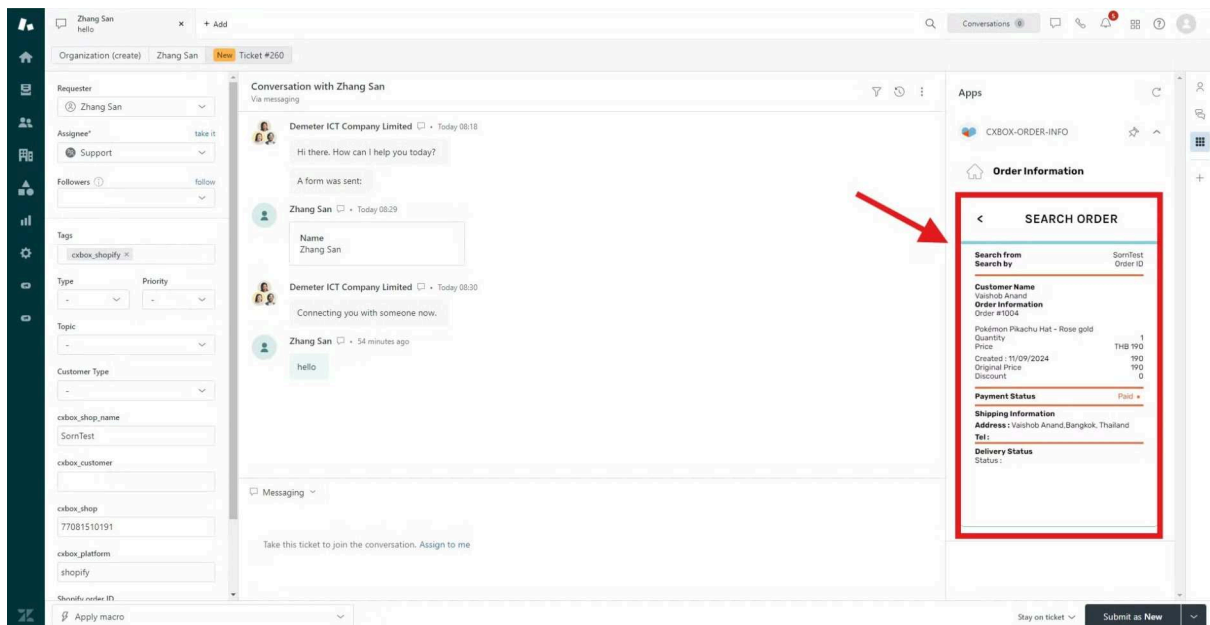 Zhang San
hello
+ Add
Conversations 0
5
Organization (create)
Zhang San
New Ticket #260
Requester
Zhang San
Assignee*
take it
Support
Followers
follow
Tags
cxbox_shopify ×
Type
Priority
-
-
Topic
-
Customer Type
-
cxbox_shop_name
SornTest
cxbox_customer
cxbox_shop
77081510191
cxbox_platform
shopify
Shopify order ID
Apply macro
Conversation with Zhang San
Via messaging
Demeter ICT Company Limited • Today 08:18
Hi there. How can I help you today?
A form was sent:
Zhang San • Today 08:29
Name
Zhang San
Demeter ICT Company Limited • Today 08:30
Connecting you with someone now.
Zhang San • 54 minutes ago
hello
Messaging
Take this ticket to join the conversation. Assign to me
Apps
CXBOX-ORDER-INFO
Order Information
< SEARCH ORDER
Search from SornTest
Search by Order ID
Customer Name
Vaishob Anand
Order Information
Order #1004
Pokémon Pikachu Hat - Rose gold
Quantity 1
Price THB 190
Created : 11/09/2024 190
Original Price 190
Discount 0
Payment Status Paid
Shipping Information
Address : Vaishob Anand,Bangkok, Thailand
Tel :
Delivery Status
Status :
Stay on ticket
Submit as New